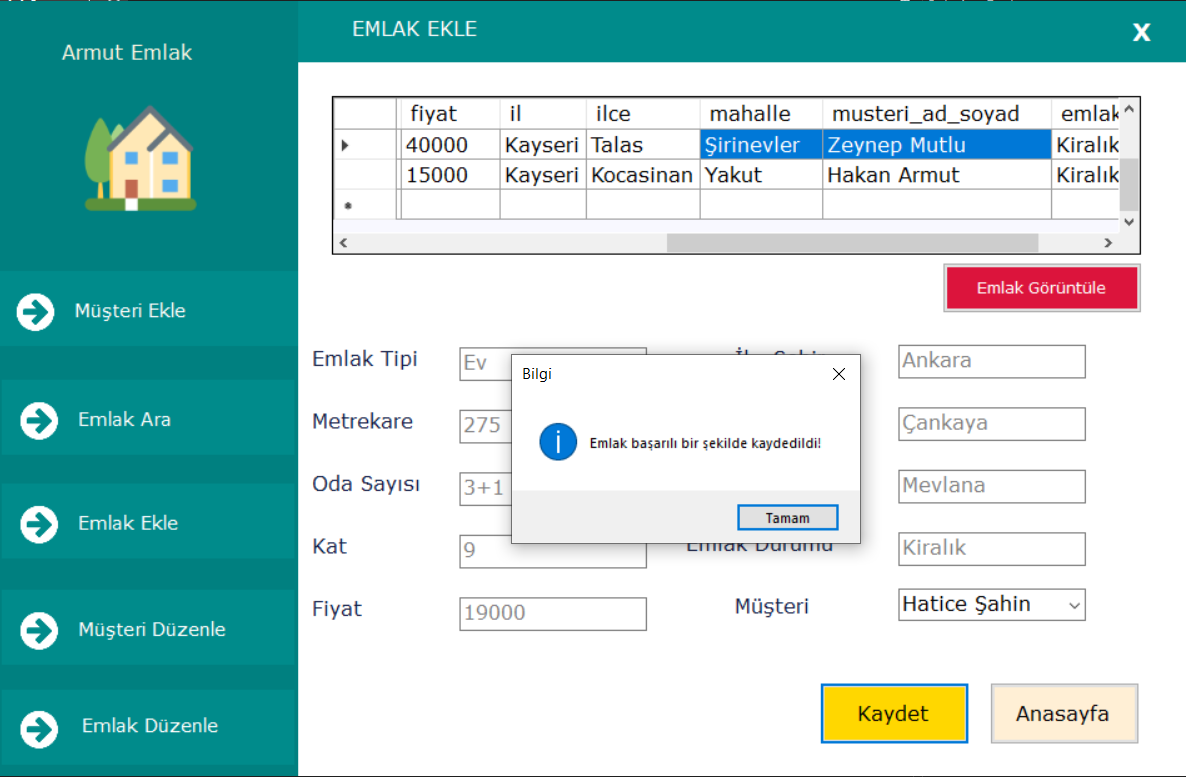 Armut Emlak
EMLAK EKLE
X
fiyat il ilce mahalle musteri_ad_soyad emlak
40000 Kayseri Talas Şirinevler Zeynep Mutlu Kiralık
15000 Kayseri Kocasinan Yakut Hakan Armut Kiralık
Emlak Görüntüle
Müşteri Ekle
Emlak Ara
Emlak Ekle
Müşteri Düzenle
Emlak Düzenle
Emlak Tipi Ev Ankara
Metrekare 275 Çankaya
Oda Sayısı 3+1 Mevlana
Kat 9 Emlak Durumu Kiralık
Fiyat 19000 Müşteri Hatice Şahin
Bilgi
Emlak başarılı bir şekilde kaydedildi!
Tamam
Kaydet Anasayfa